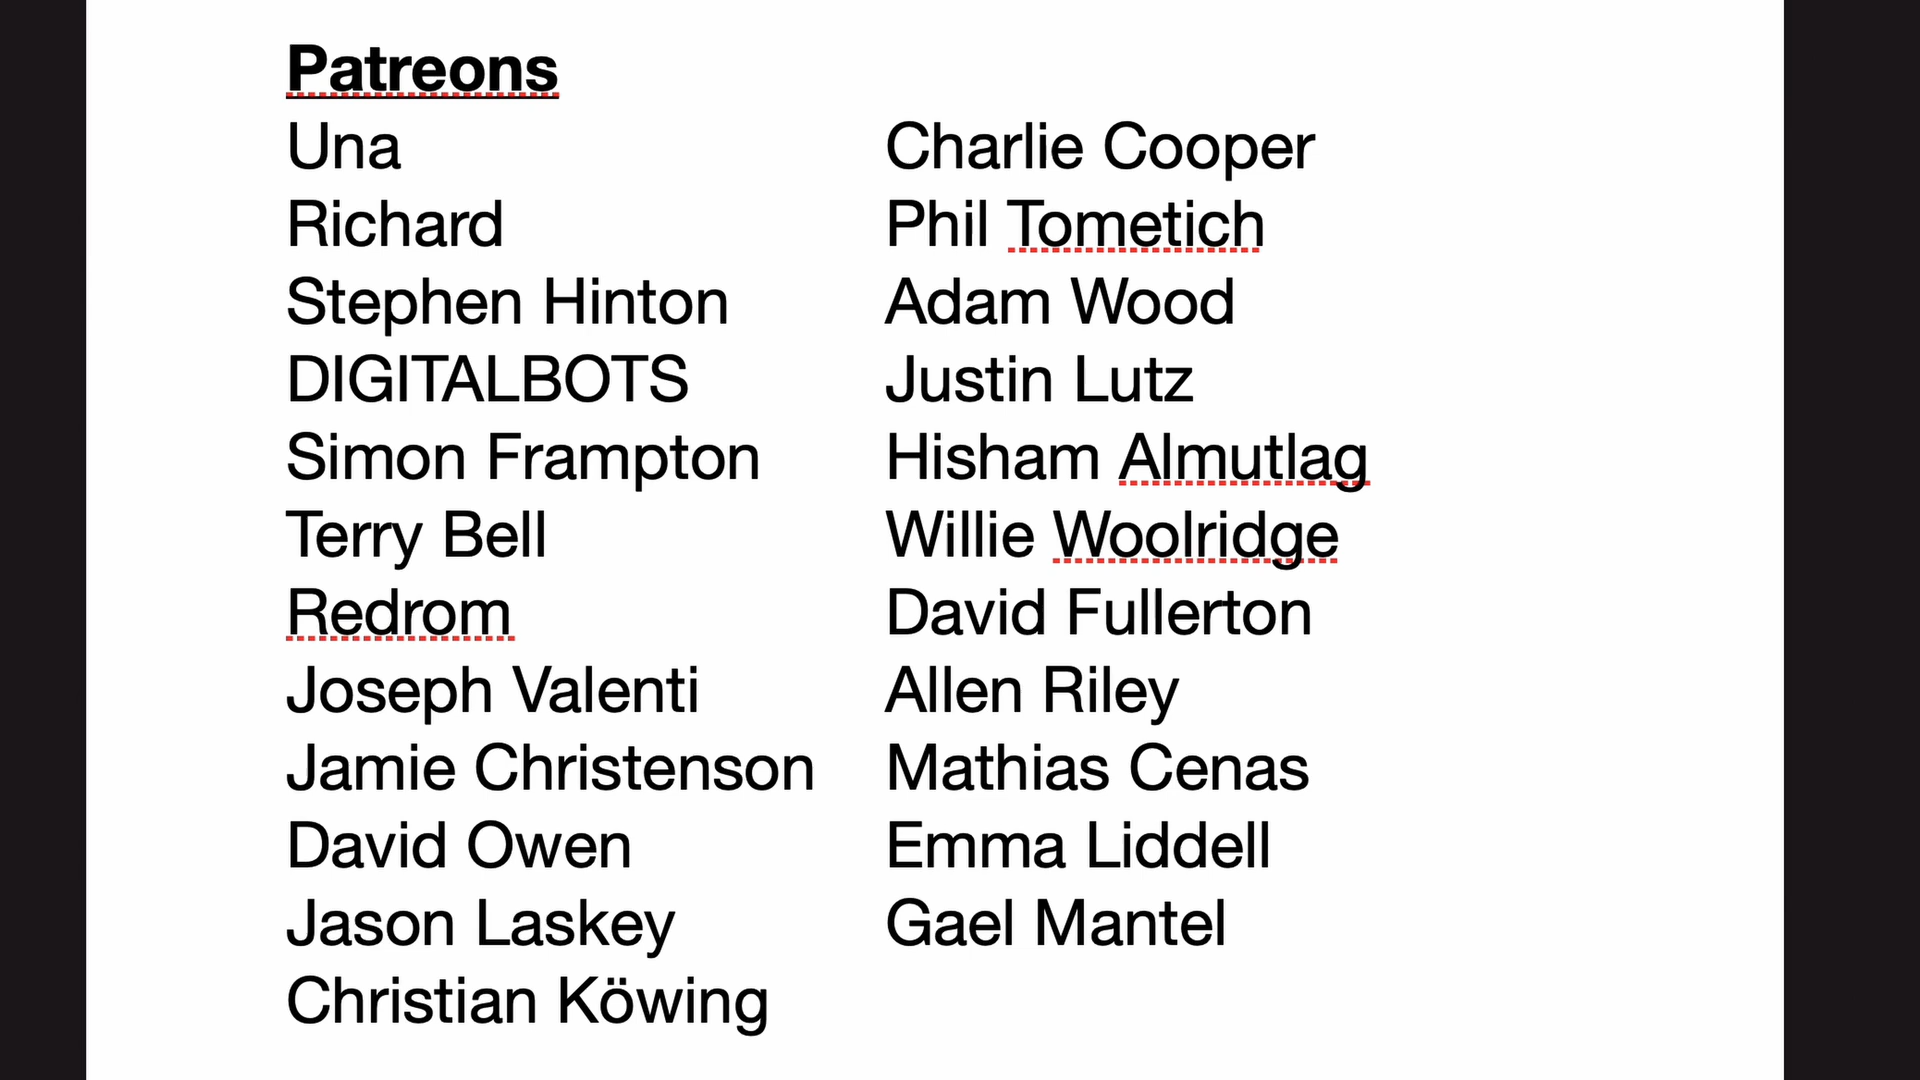 Patreons
Una
Richard
Stephen Hinton
DIGITALBOTS
Simon Frampton
Terry Bell
Redrom
Joseph Valenti
Jamie Christenson
David Owen
Jason Laskey
Christian Köwing
Charlie Cooper
Phil Tometich
Adam Wood
Justin Lutz
Hisham Almutlag
Willie Woolridge
David Fullerton
Allen Riley
Mathias Cenas
Emma Liddell
Gael Mantel